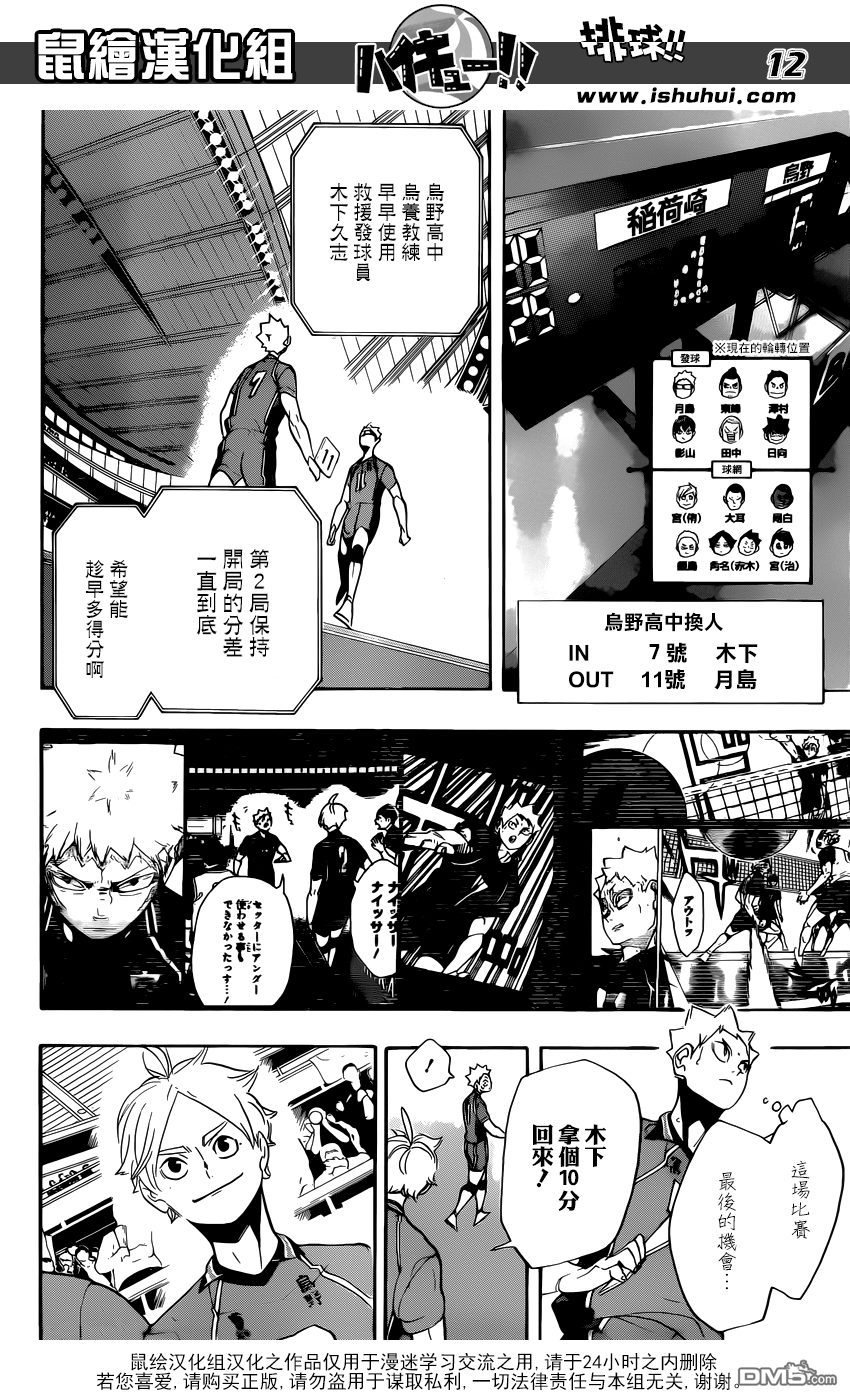 鼠繪漢化組
ハイキュー!!
排球!!
www.ishuhui.com
12
稲荷崎
烏野
6
※現在的輪轉位置
發球
月島
東峰
澤村
影山
田中
日向
球網
宮(侑)
大耳
尾白
銀島
角名(赤木)
宮(治)
烏野高中換人
IN 7號 木下
OUT 11號 月島
烏野高中
烏養教練
早早使用
救援發球員
木下久志
7
11
11
第2局保持
開局的分差
一直到底
希望能
趁早多得分啊
アウトッ
ナイッサー
ナイッサー!
セッターにアンダー
使わせる事
できなかったっす…!
2
這場比賽
最後的機會…
木下
拿個10分
回來!
!
烏野
鼠绘汉化组汉化之作品仅用于漫迷学习交流之用, 请于24小时之内删除
若您喜爱, 请购买正版, 请勿用于谋取私利, 一切法律责任与本组无关, 谢谢.
DM5.com